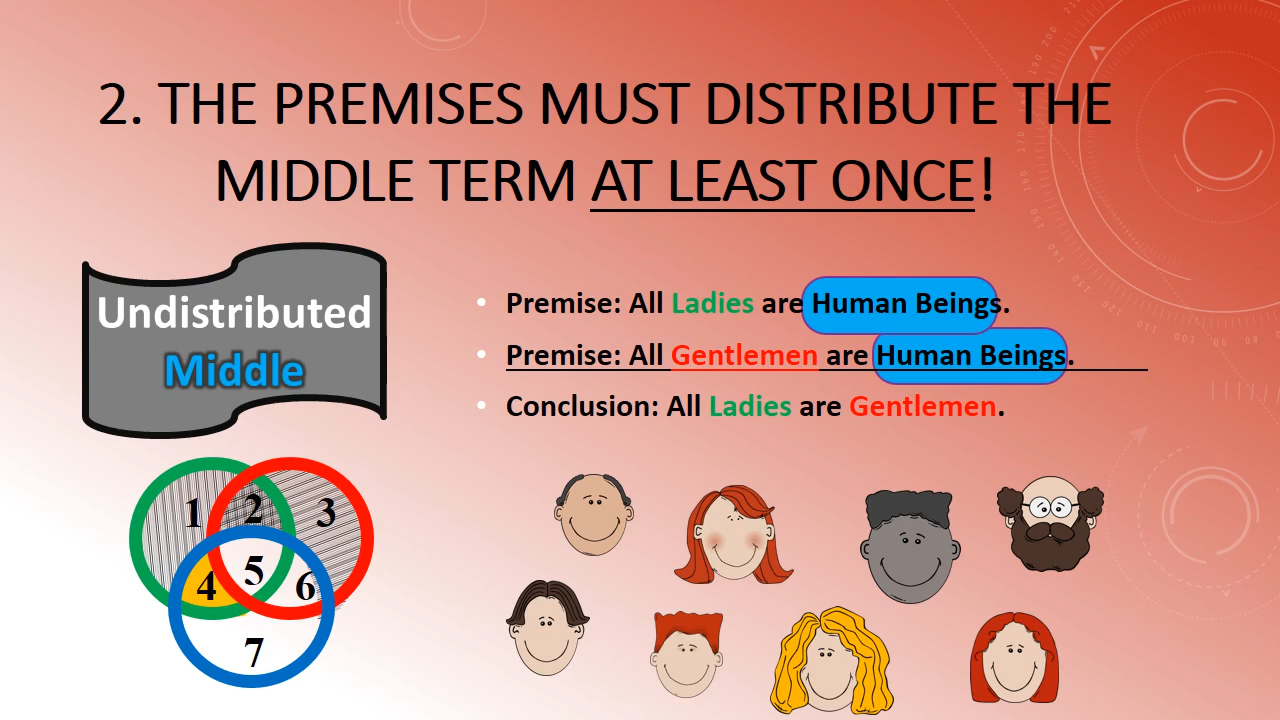 2. THE PREMISES MUST DISTRIBUTE THE
MIDDLE TERM AT LEAST ONCE!
Undistributed
Middle
• Premise: All Ladies are Human Beings.
• Premise: All Gentlemen are Human Beings.
• Conclusion: All Ladies are Gentlemen.
1 2 3
4 5 6
7